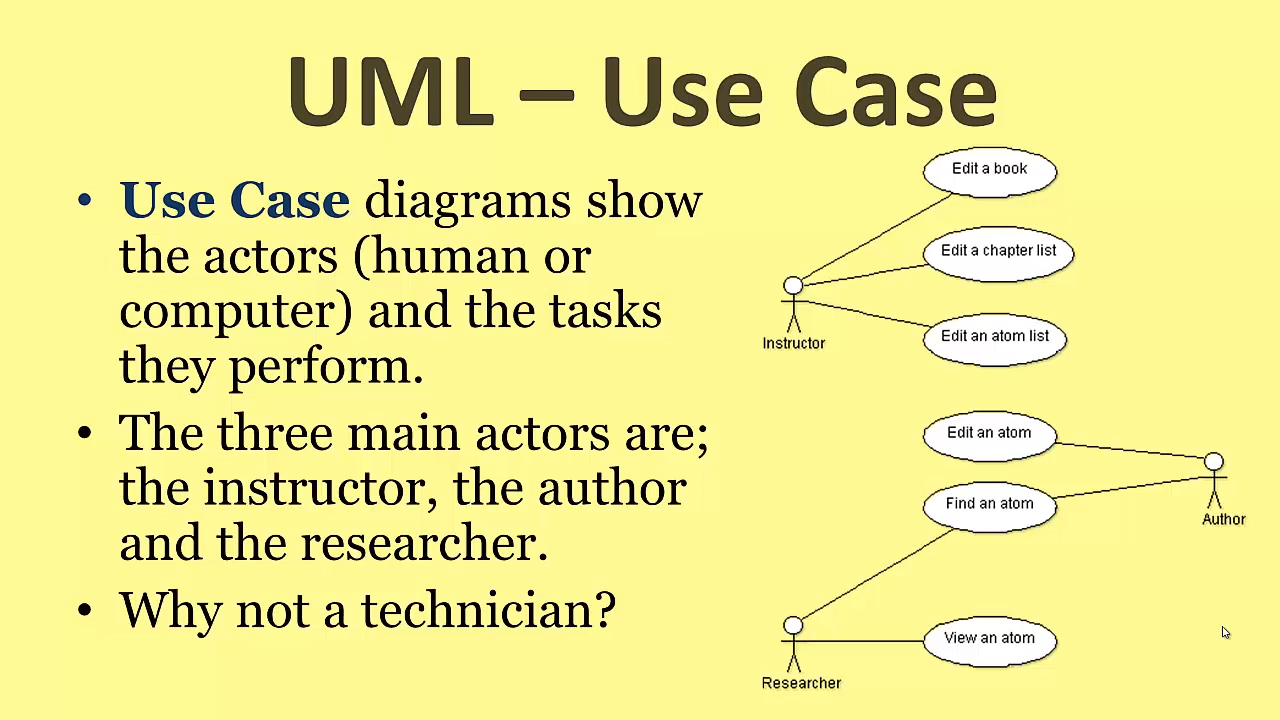 UML – Use Case
• Use Case diagrams show
the actors (human or
computer) and the tasks
they perform.
• The three main actors are;
the instructor, the author
and the researcher.
• Why not a technician?
Edit a book
Edit a chapter list
Instructor
Edit an atom list
Edit an atom
Find an atom
Author
View an atom
Researcher